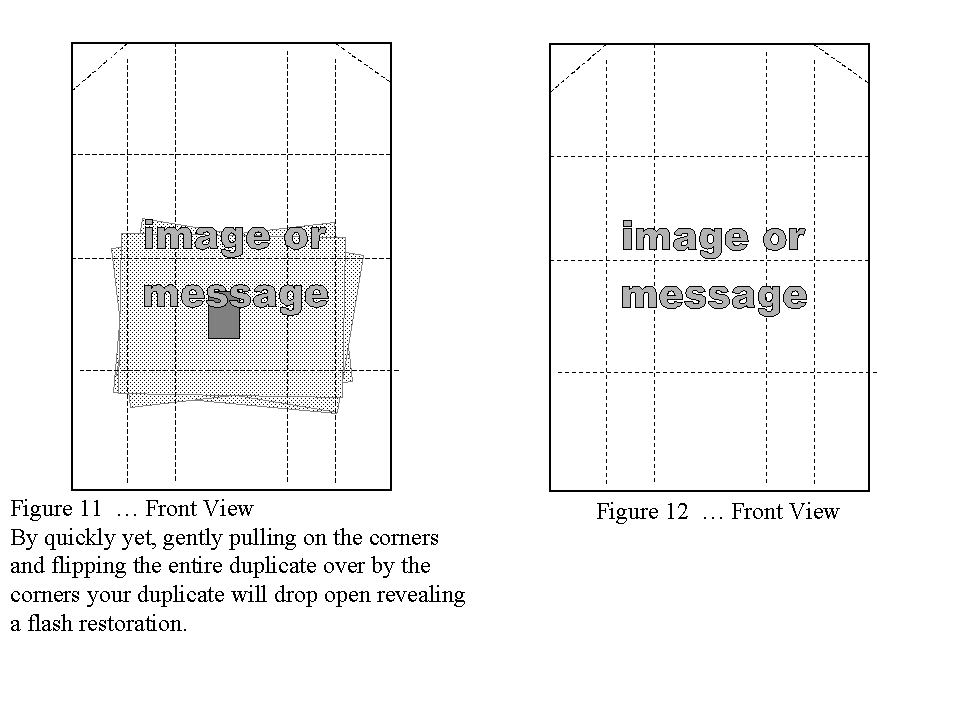 image or
message
Figure 11 … Front View
By quickly yet, gently pulling on the corners
and flipping the entire duplicate over by the
corners your duplicate will drop open revealing
a flash restoration.
image or
message
Figure 12 … Front View